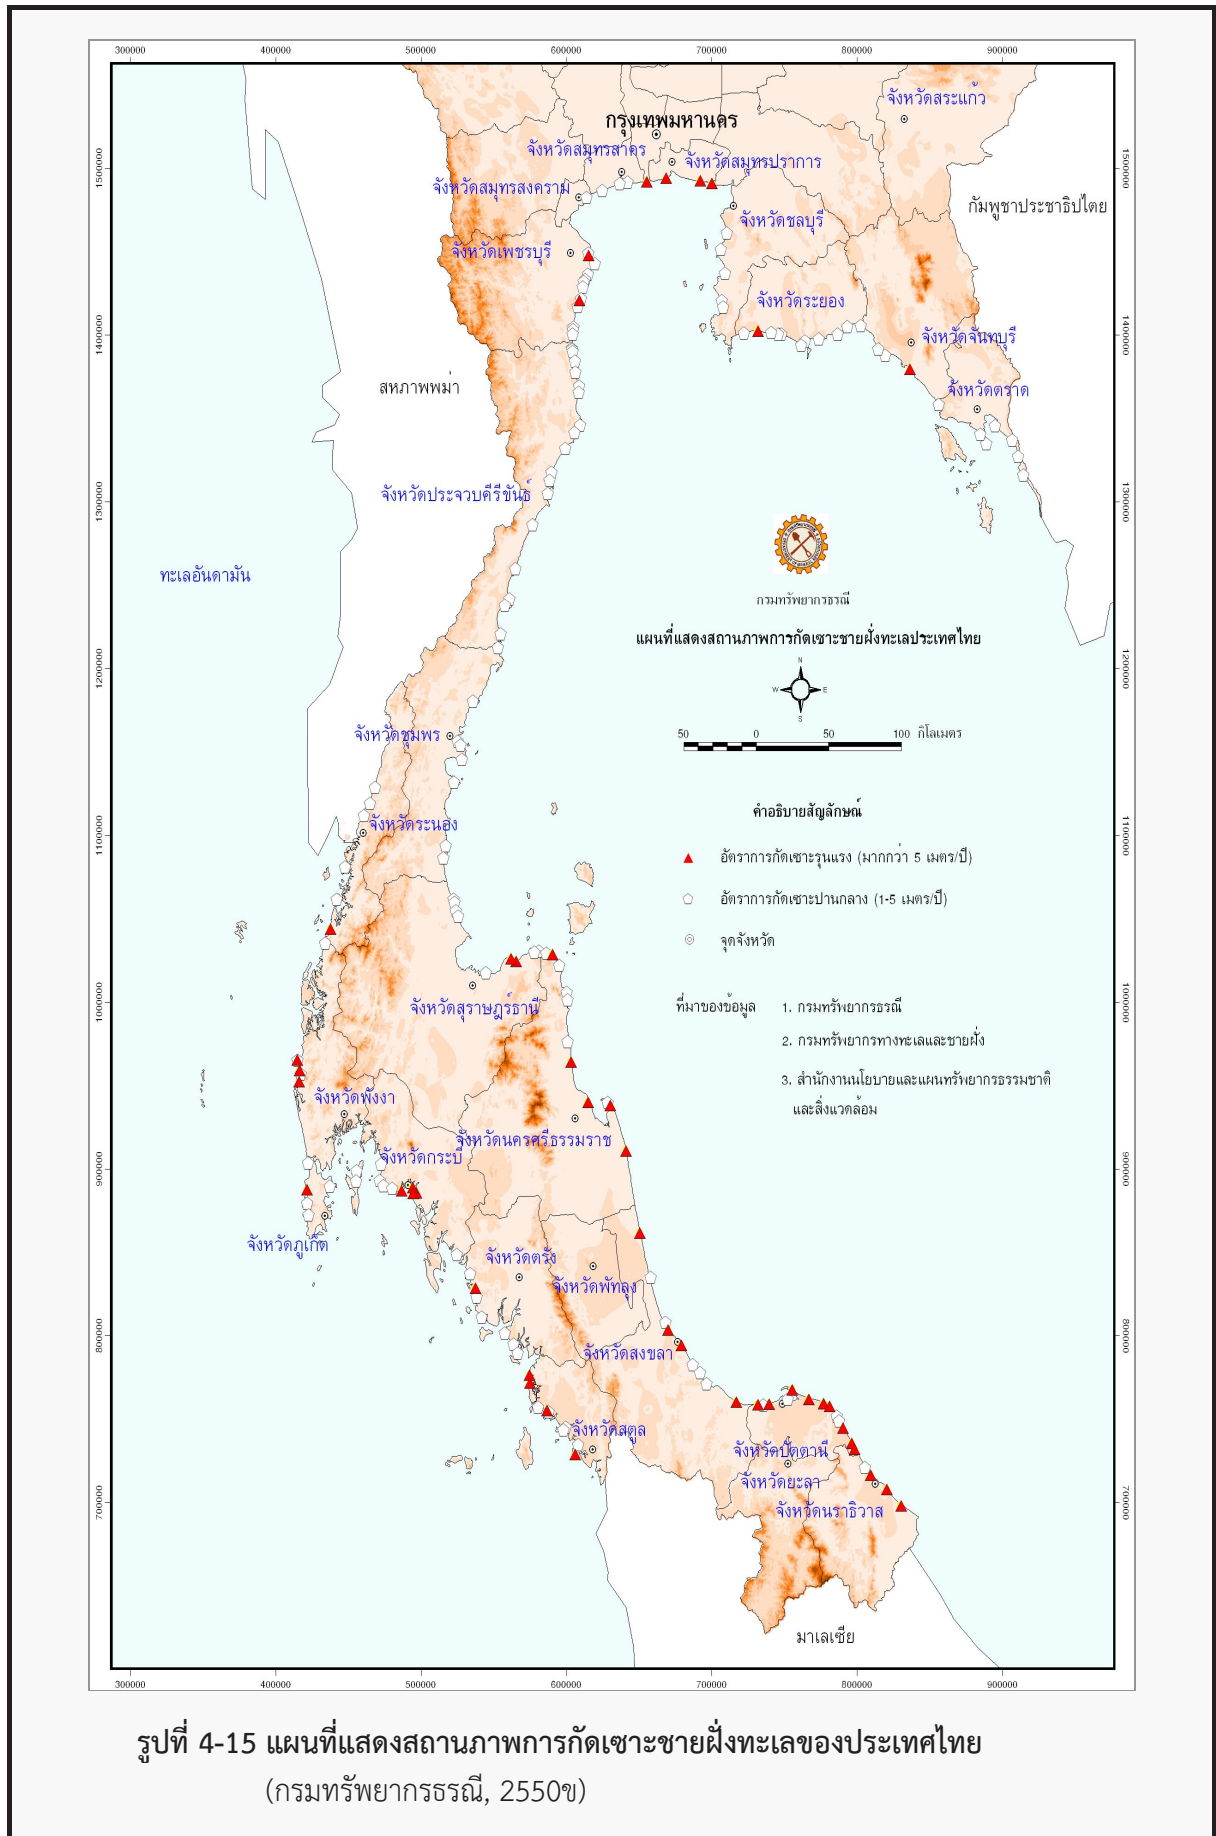 300000 400000 500000 600000 700000 800000 900000
จังหวัดสระแก้ว
กรุงเทพมหานคร
จังหวัดสมุทรสาคร
จังหวัดสมุทรปราการ
1500000
1500000
จังหวัดสมุทรสงคราม
กัมพูชาประชาธิปไตย
จังหวัดชลบุรี
จังหวัดเพชรบุรี
จังหวัดระยอง
1400000
จังหวัดจันทบุรี
1400000
สหภาพพม่า
จังหวัดตราด
จังหวัดประจวบคีรีขันธ์
1300000
1300000
ทะเลอันดามัน
กรมทรัพยากรธรณี
แผนที่แสดงสถานภาพการกัดเซาะชายฝั่งทะเลประเทศไทย
N
W E
S
1200000
1200000
จังหวัดชุมพร
50 0 50 100 กิโลเมตร
คำอธิบายสัญลักษณ์
จังหวัดระนอง
1100000
1100000
อัตราการกัดเซาะรุนแรง (มากกว่า 5 เมตร/ปี)
อัตราการกัดเซาะปานกลาง (1-5 เมตร/ปี)
จุดจังหวัด
1000000
1000000
จังหวัดสุราษฎร์ธานี
ที่มาของข้อมูล 1. กรมทรัพยากรธรณี
2. กรมทรัพยากรทางทะเลและชายฝั่ง
3. สำนักงานนโยบายและแผนทรัพยากรธรรมชาติ
และสิ่งแวดล้อม
จังหวัดพังงา
จังหวัดนครศรีธรรมราช
จังหวัดกระบี่
900000
900000
จังหวัดภูเก็ต
จังหวัดตรัง
จังหวัดพัทลุง
800000
800000
จังหวัดสงขลา
จังหวัดสตูล
จังหวัดปัตตานี
จังหวัดยะลา
จังหวัดนราธิวาส
700000
700000
มาเลเซีย
300000 400000 500000 600000 700000 800000 900000
รูปที่ 4-15 แผนที่แสดงสถานภาพการกัดเซาะชายฝั่งทะเลของประเทศไทย
(กรมทรัพยากรธรณี, 2550ข)